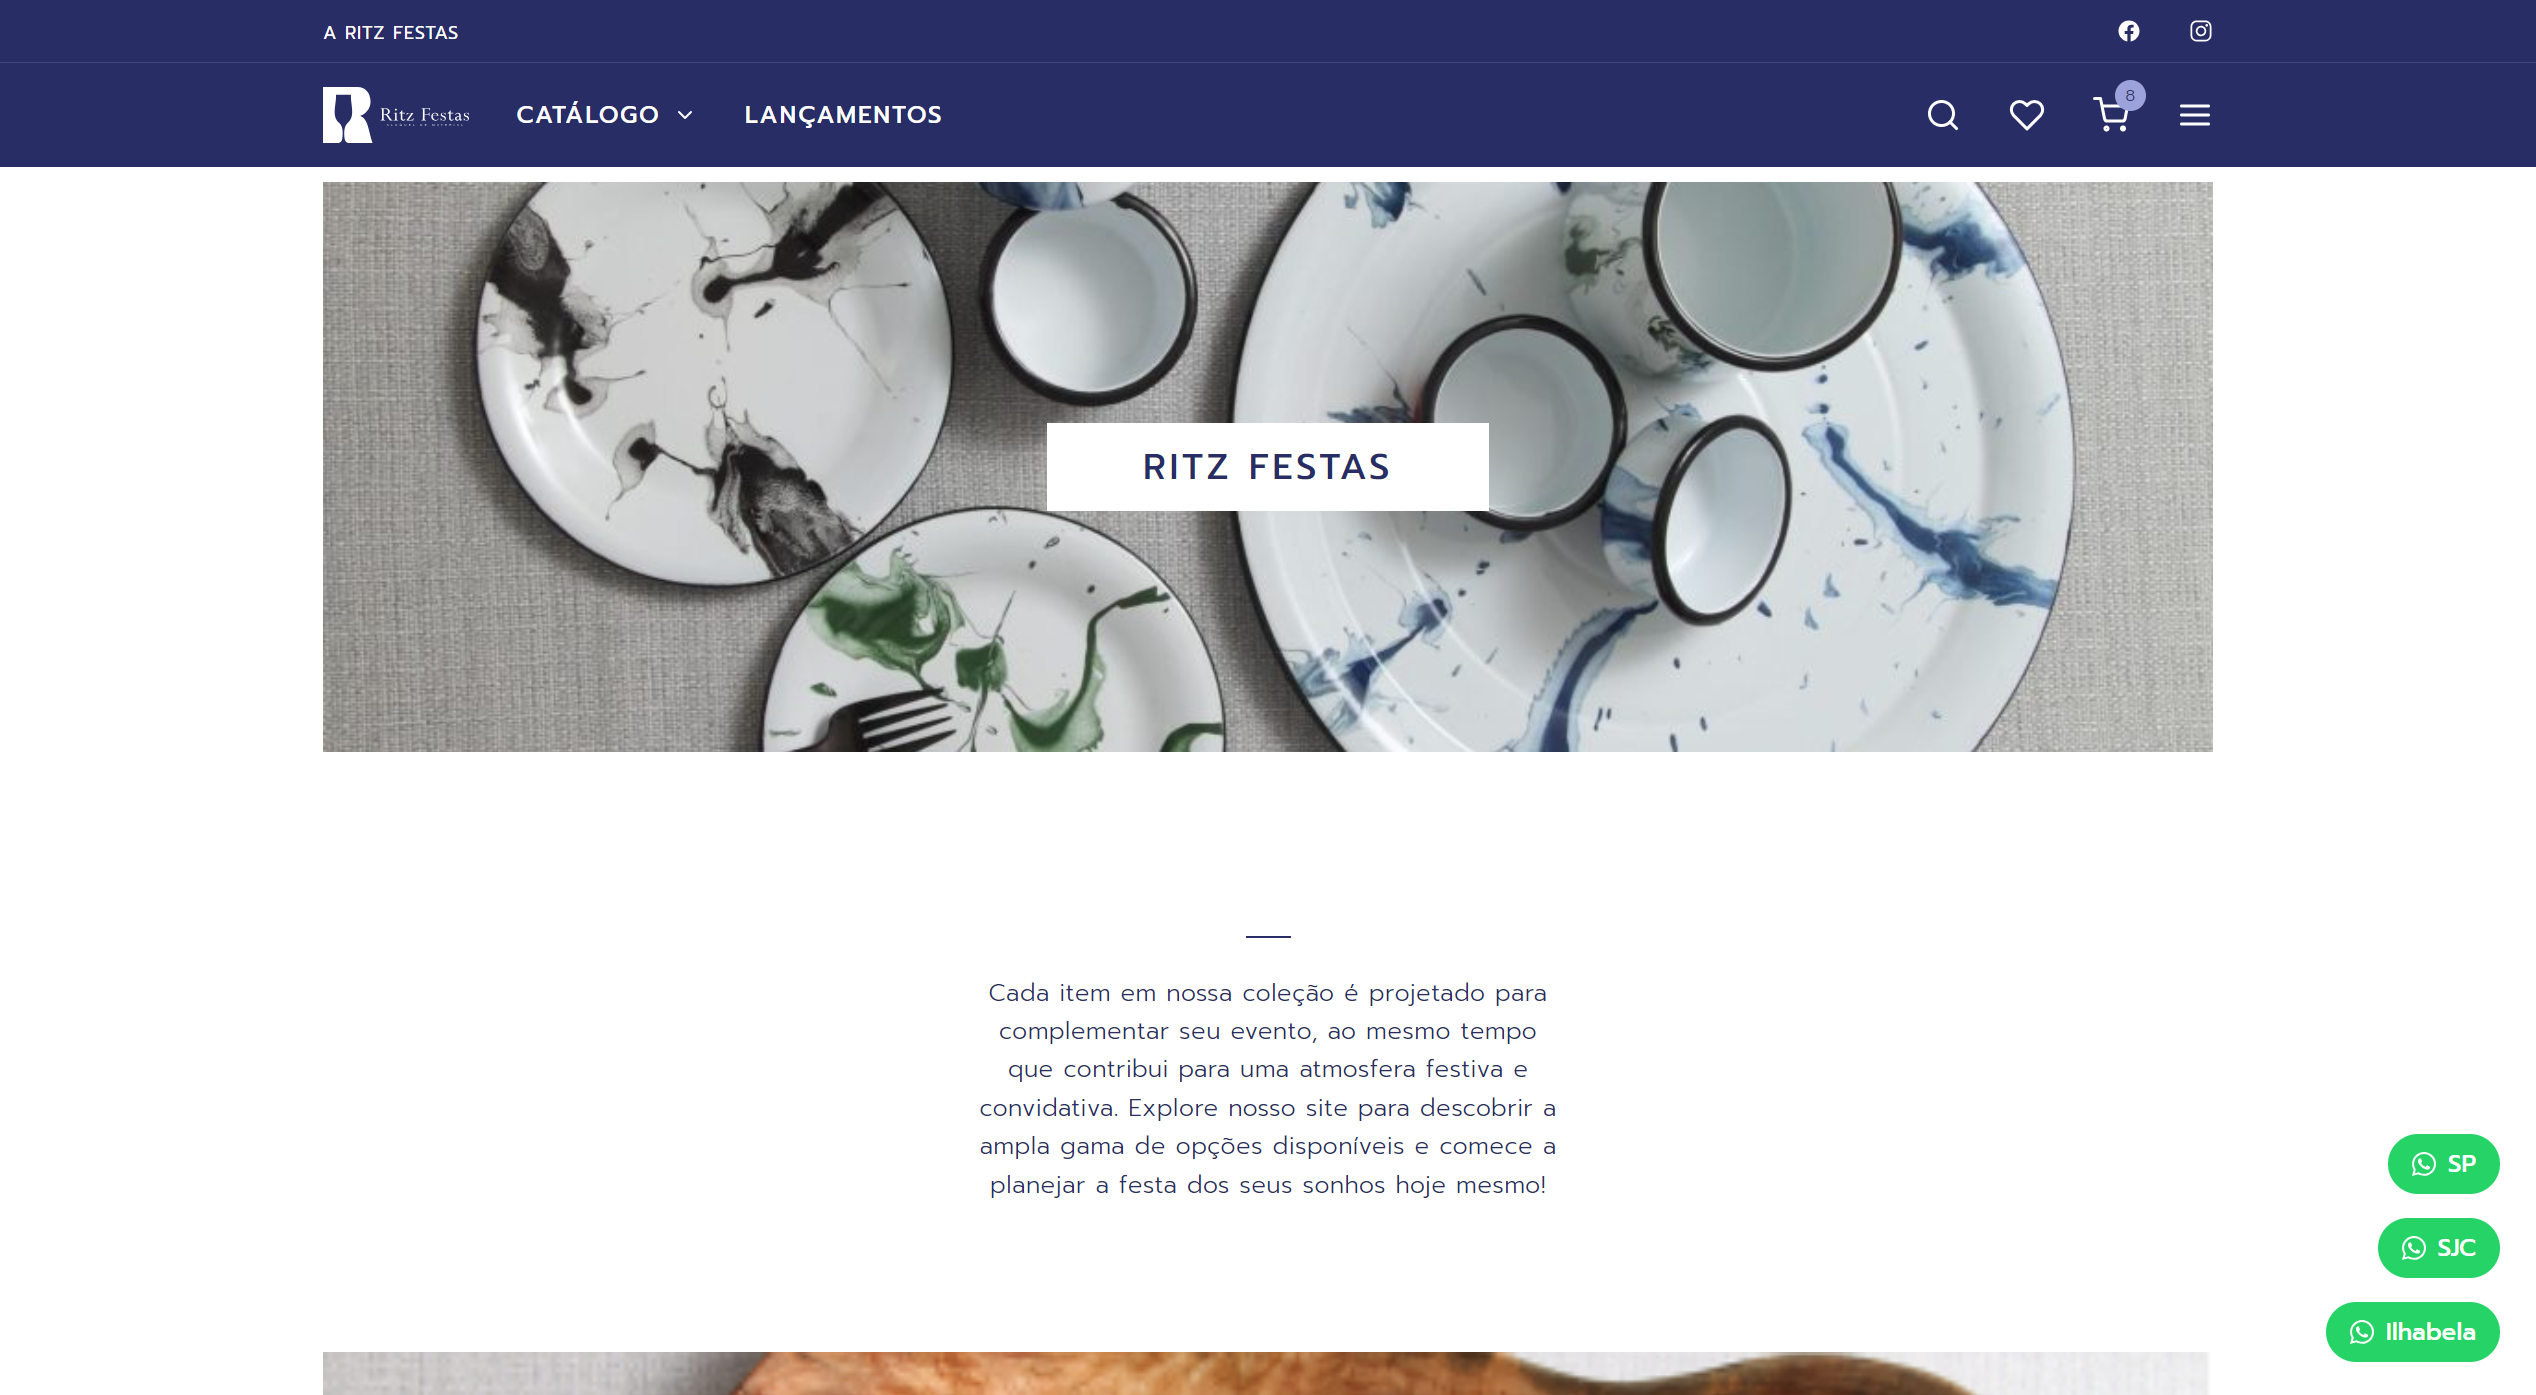 A RITZ FESTAS
Ritz Festas
CATÁLOGO
LANÇAMENTOS
8
RITZ FESTAS
Cada item em nossa coleção é projetado para
complementar seu evento, ao mesmo tempo
que contribui para uma atmosfera festiva e
convidativa. Explore nosso site para descobrir a
ampla gama de opções disponíveis e comece a
planejar a festa dos seus sonhos hoje mesmo!
SP
SJC
Ilhabela